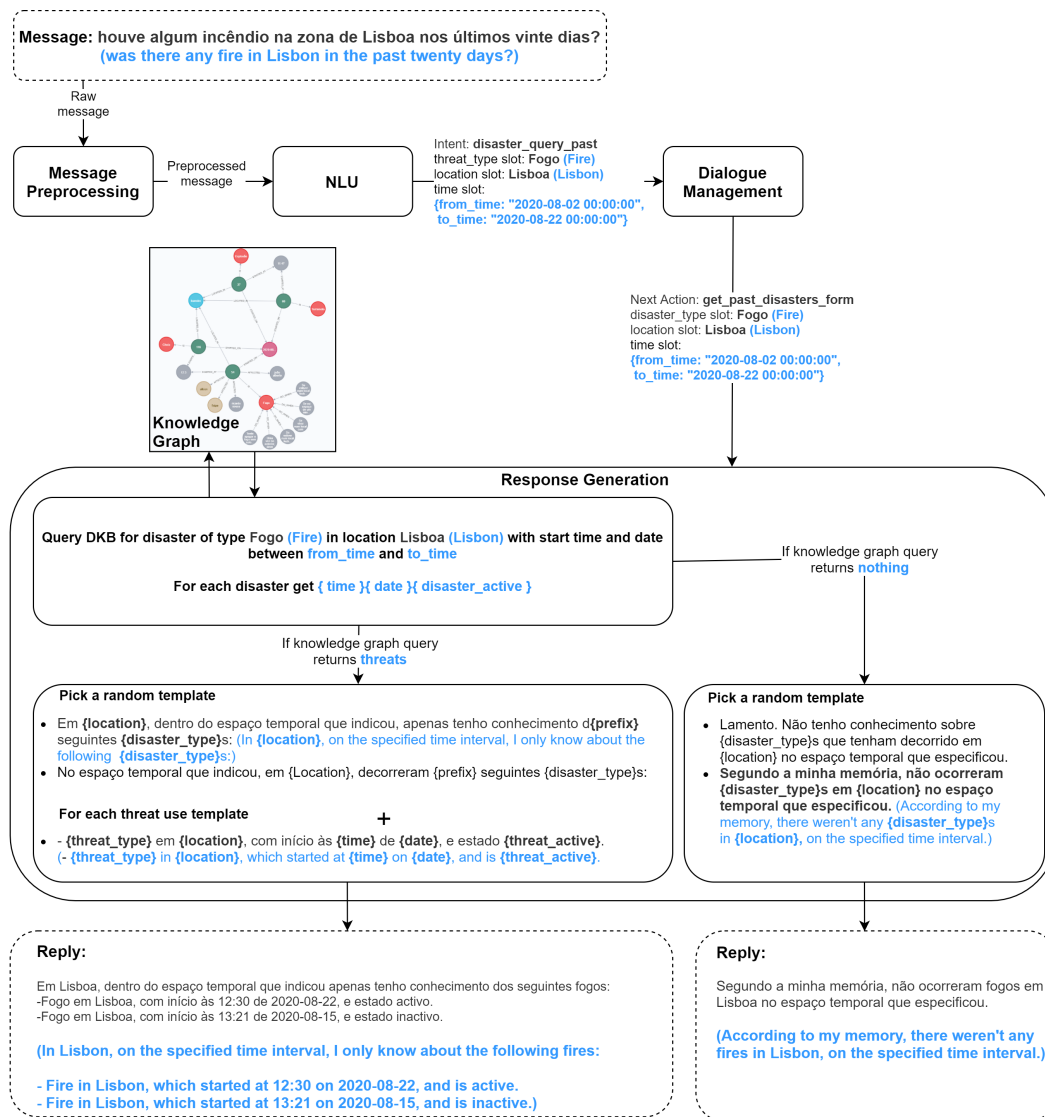 Message: houve algum incêndio na zona de Lisboa nos últimos vinte dias?
(was there any fire in Lisbon in the past twenty days?)
Raw
message
Message
Preprocessing
Preprocessed
message
NLU
Intent: disaster_query_past
threat_type slot: Fogo (Fire)
location slot: Lisboa (Lisbon)
time slot:
{from_time: "2020-08-02 00:00:00",
to_time: "2020-08-22 00:00:00"}
Dialogue
Management
Knowledge
Graph
Next Action: get_past_disasters_form
disaster_type slot: Fogo (Fire)
location slot: Lisboa (Lisbon)
time slot:
{from_time: "2020-08-02 00:00:00",
to_time: "2020-08-22 00:00:00"}
Response Generation
Query DKB for disaster of type Fogo (Fire) in location Lisboa (Lisbon) with start time and date
between from_time and to_time
For each disaster get { time }{ date }{ disaster_active }
If knowledge graph query
returns nothing
If knowledge graph query
returns threats
Pick a random template
• Em {location}, dentro do espaço temporal que indicou, apenas tenho conhecimento d{prefix}
seguintes {disaster_type}s: (In {location}, on the specified time interval, I only know about the
following {disaster_type}s:)
• No espaço temporal que indicou, em {Location}, decorreram {prefix} seguintes {disaster_type}s:
For each threat use template
+
• - {threat_type} em {location}, com início às {time} de {date}, e estado {threat_active}.
(- {threat_type} in {location}, which started at {time} on {date}, and is {threat_active}.
Pick a random template
• Lamento. Não tenho conhecimento sobre
{disaster_type}s que tenham decorrido em
{location} no espaço temporal que especificou.
• Segundo a minha memória, não ocorreram
{disaster_type}s em {location} no espaço
temporal que especificou. (According to my
memory, there weren't any {disaster_type}s
in {location}, on the specified time interval.)
Reply:
Em Lisboa, dentro do espaço temporal que indicou apenas tenho conhecimento dos seguintes fogos:
-Fogo em Lisboa, com início às 12:30 de 2020-08-22, e estado activo.
-Fogo em Lisboa, com início às 13:21 de 2020-08-15, e estado inactivo.
(In Lisbon, on the specified time interval, I only know about the following fires:
- Fire in Lisbon, which started at 12:30 on 2020-08-22, and is active.
- Fire in Lisbon, which started at 13:21 on 2020-08-15, and is inactive.)
Reply:
Segundo a minha memória, não ocorreram fogos em
Lisboa no espaço temporal que especificou.
(According to my memory, there weren't any
fires in Lisbon, on the specified time interval.)